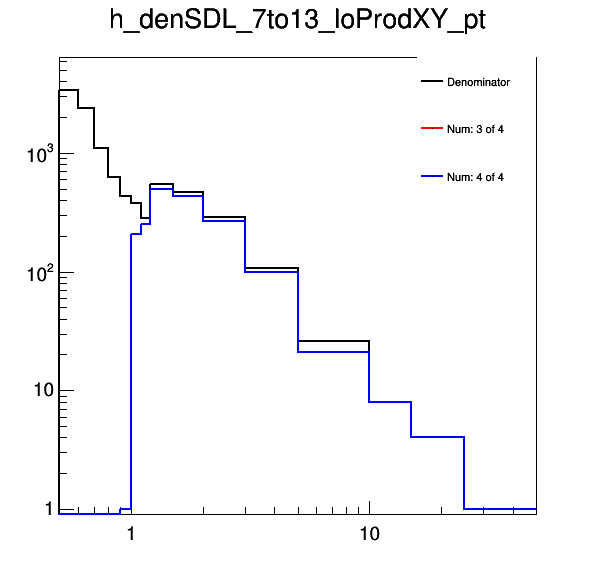 h_denSDL_7to13_loProdXY_pt
Denominator
Num: 3 of 4
Num: 4 of 4
10³
10²
10
1
1 10